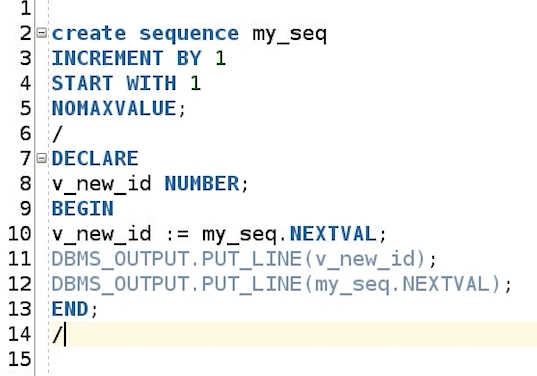 1
2 create sequence my_seq
3 INCREMENT BY 1
4 START WITH 1
5 NOMAXVALUE;
6 /
7 DECLARE
8 v_new_id NUMBER;
9 BEGIN
10 v_new_id := my_seq.NEXTVAL;
11 DBMS_OUTPUT.PUT_LINE(v_new_id);
12 DBMS_OUTPUT.PUT_LINE(my_seq.NEXTVAL);
13 END;
14 /
15